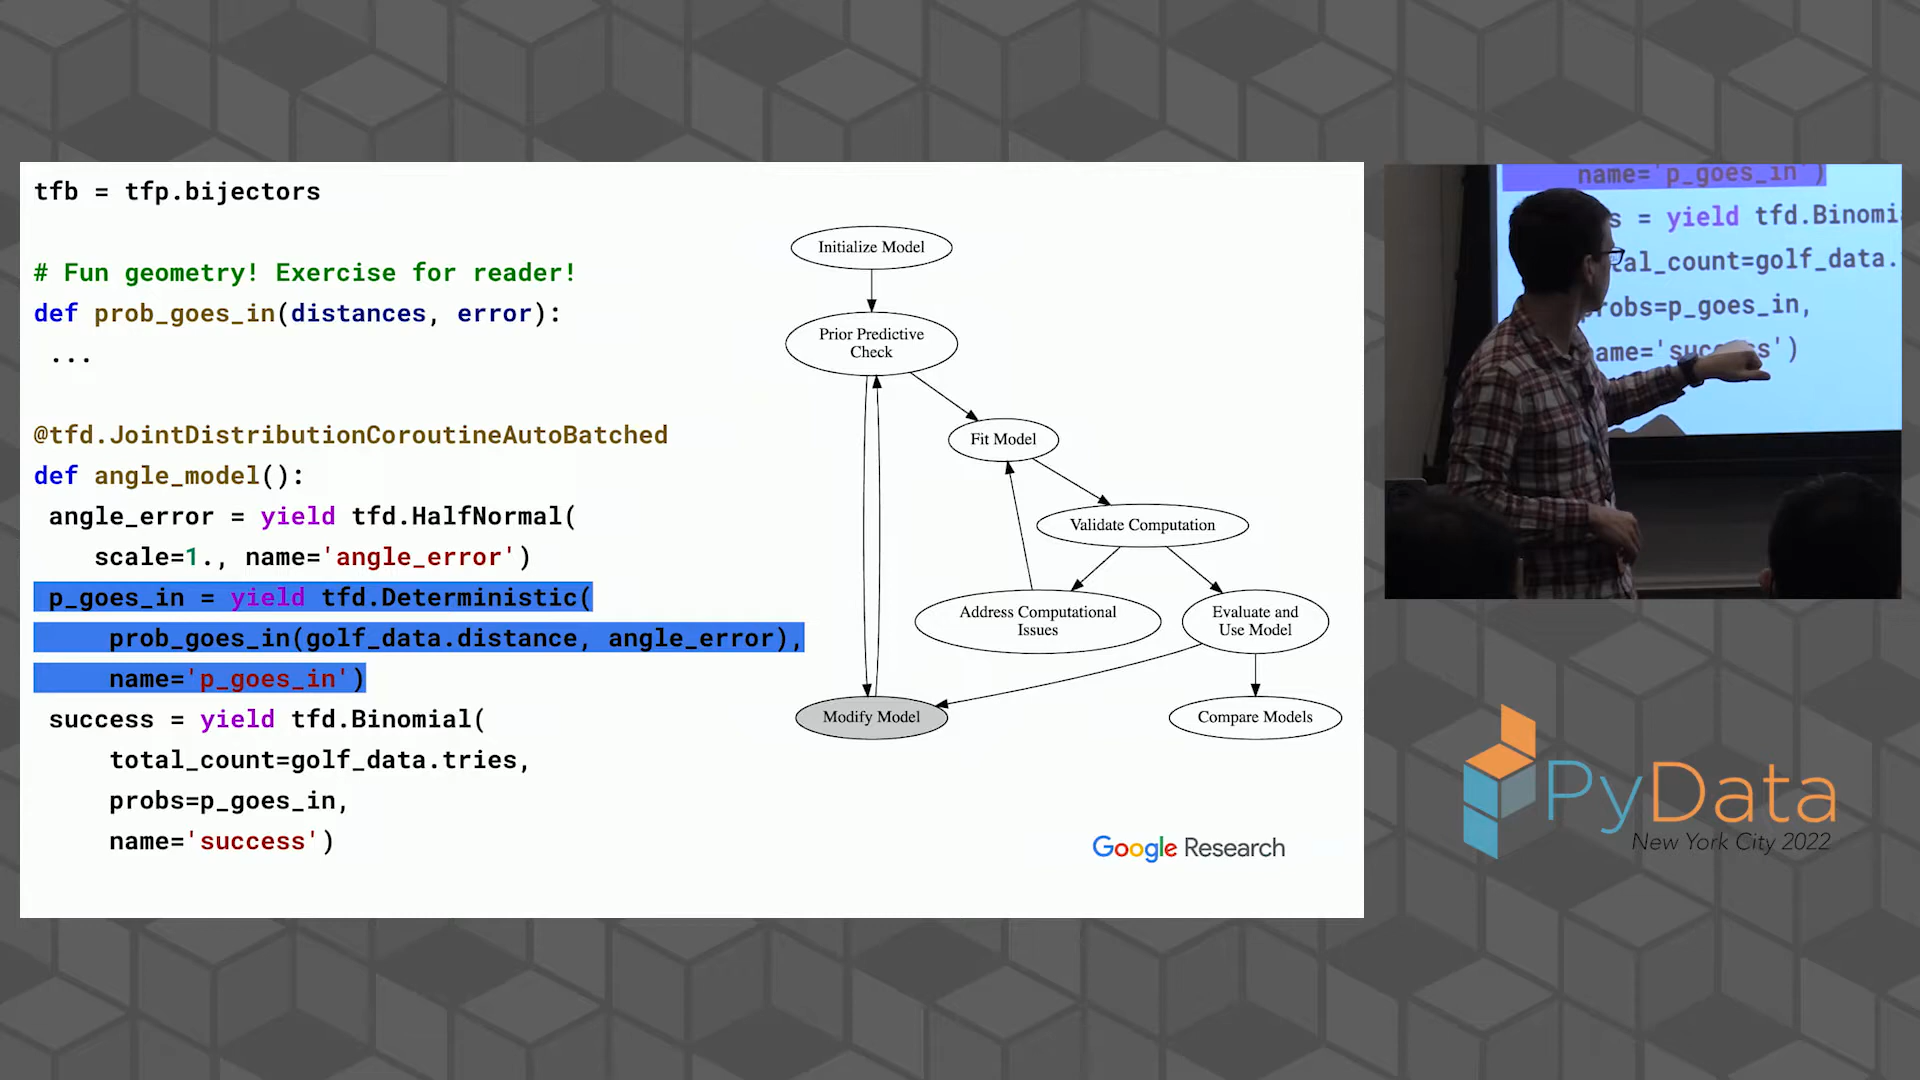 tfb = tfp.bijectors
# Fun geometry! Exercise for reader!
def prob_goes_in(distances, error):
...
@tfd.JointDistributionCoroutineAutoBatched
def angle_model():
angle_error = yield tfd.HalfNormal(
scale=1., name='angle_error')
p_goes_in = yield tfd.Deterministic(
prob_goes_in(golf_data.distance, angle_error),
name='p_goes_in')
success = yield tfd.Binomial(
total_count=golf_data.tries,
probs=p_goes_in,
name='success')
Initialize Model
Prior Predictive
Check
Fit Model
Validate Computation
Address Computational
Issues
Evaluate and
Use Model
Modify Model
Compare Models
Google Research
name='p_goes_in')
= yield tfd.Binomi
count=golf_data.
probs=p_goes_in,
PyData
New York City 2022